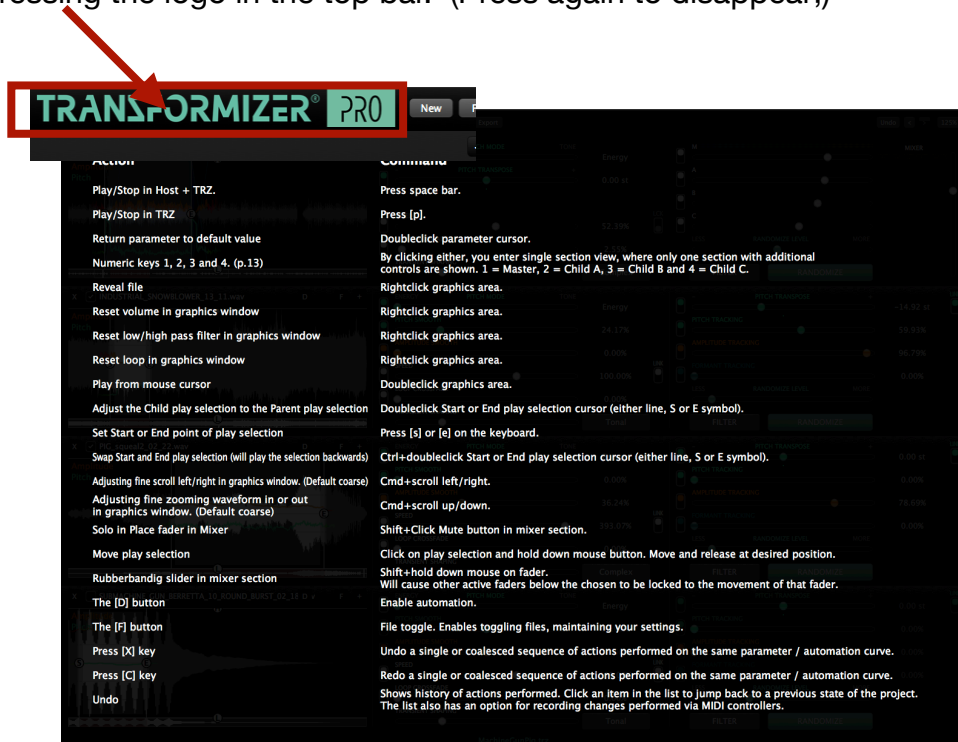 ressing the logo in the top bar. (Press again to disappear,)
TRANSFORMIZER® PRO
New
Action Command
Play/Stop in Host + TRZ. Press space bar.
Play/Stop in TRZ Press [p].
Return parameter to default value Doubleclick parameter cursor.
Numeric keys 1, 2, 3 and 4. (p.13) By clicking either, you enter single section view, where only one section with additional
controls are shown. 1 = Master, 2 = Child A, 3 = Child B and 4 = Child C.
Reveal file Rightclick graphics area.
Reset volume in graphics window Rightclick graphics area.
Reset low/high pass filter in graphics window Rightclick graphics area.
Reset loop in graphics window Rightclick graphics area.
Play from mouse cursor Doubleclick graphics area.
Adjust the Child play selection to the Parent play selection Doubleclick Start or End play selection cursor (either line, S or E symbol).
Set Start or End point of play selection Press [s] or [e] on the keyboard.
Swap Start and End play selection (will play the selection backwards) Ctrl+doubleclick Start or End play selection cursor (either line, S or E symbol).
Adjusting fine scroll left/right in graphics window. (Default coarse) Cmd+scroll left/right.
Adjusting fine zooming waveform in or out
in graphics window. (Default coarse) Cmd+scroll up/down.
Solo in Place fader in Mixer Shift+Click Mute button in mixer section.
Move play selection Click on play selection and hold down mouse button. Move and release at desired position.
Rubberbandig slider in mixer section Shift+hold down mouse on fader.
Will cause other active faders below the chosen to be locked to the movement of that fader.
The [D] button Enable automation.
The [F] button File toggle. Enables toggling files, maintaining your settings.
Press [X] key Undo a single or coalesced sequence of actions performed on the same parameter / automation curve.
Press [C] key Redo a single or coalesced sequence of actions performed on the same parameter / automation curve.
Undo Shows history of actions performed. Click an item in the list to jump back to a previous state of the project.
The list also has an option for recording changes performed via MIDI controllers.